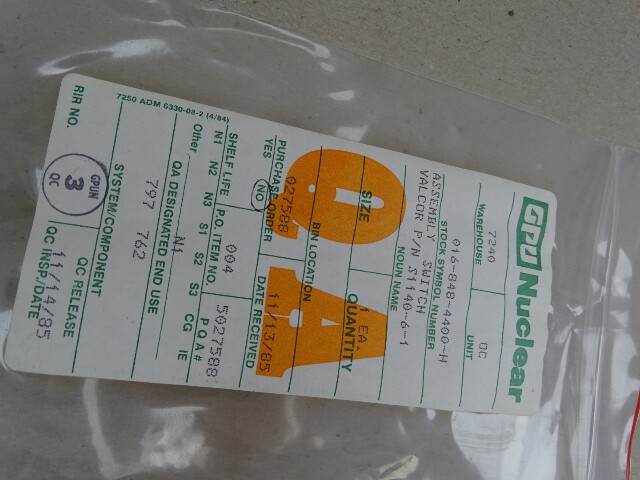 GPU Nuclear
7240 OC
WAREHOUSE UNIT
016-848-4400-H
STOCK SYMBOL NUMBER
ASSEMBLY SWITCH
VALCOR P/N S1140-6-1
NOUN NAME
1 EA.
SIZE QUANTITY
QA
BIN LOCATION
027588 11/13/85
PURCHASE ORDER DATE RECEIVED
YES NO
SHELF LIFE 004 5027588
P.O. ITEM NO. P Q A #
N1 N2 NS S1 S2 S3 CG IE
Other
N1
QA DESIGNATED END USE
797 762
SYSTEM/COMPONENT
GPUN 3 QC 11/14/85
QC RELEASE
RIR NO. QC INSP/DATE
7250 ADM 6330-08-2 (4/84)